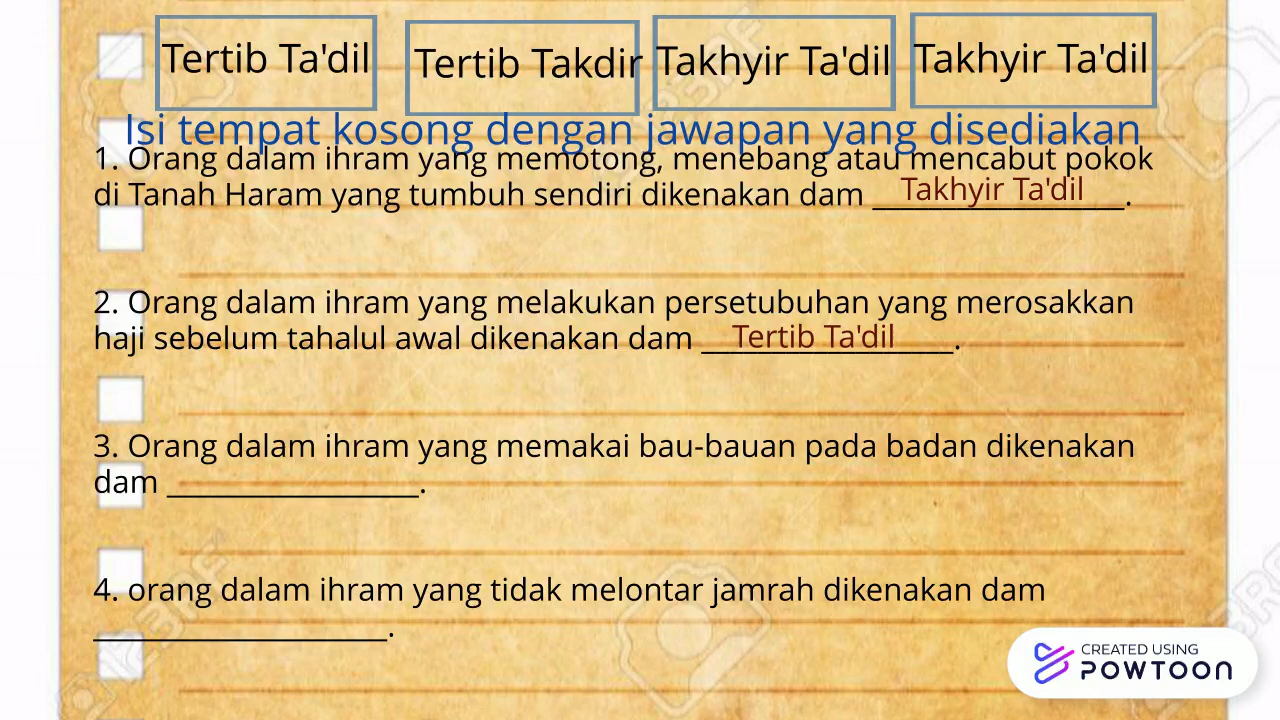 Tertib Ta'dil
Tertib Takdir
Takhyir Ta'dil
Takhyir Ta'dil
Isi tempat kosong dengan jawapan yang disediakan
1. Orang dalam ihram yang memotong, menebang atau mencabut pokok
di Tanah Haram yang tumbuh sendiri dikenakan dam __________________.
Takhyir Ta'dil
2. Orang dalam ihram yang melakukan persetubuhan yang merosakkan
haji sebelum tahalul awal dikenakan dam __________________.
Tertib Ta'dil
3. Orang dalam ihram yang memakai bau-bauan pada badan dikenakan
dam __________________.
4. orang dalam ihram yang tidak melontar jamrah dikenakan dam
_____________________.
CREATED USING
POWTOON